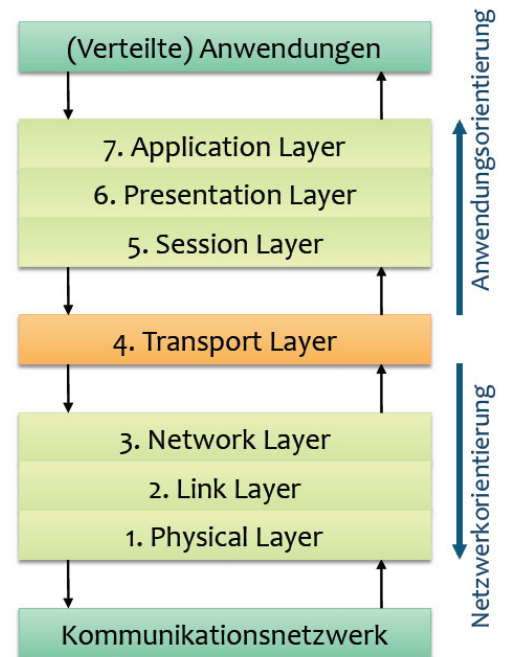 (Verteilte) Anwendungen
7. Application Layer
6. Presentation Layer
5. Session Layer
4. Transport Layer
3. Network Layer
2. Link Layer
1. Physical Layer
Kommunikationsnetzwerk
Anwendungsorientierung
Netzwerkorientierung